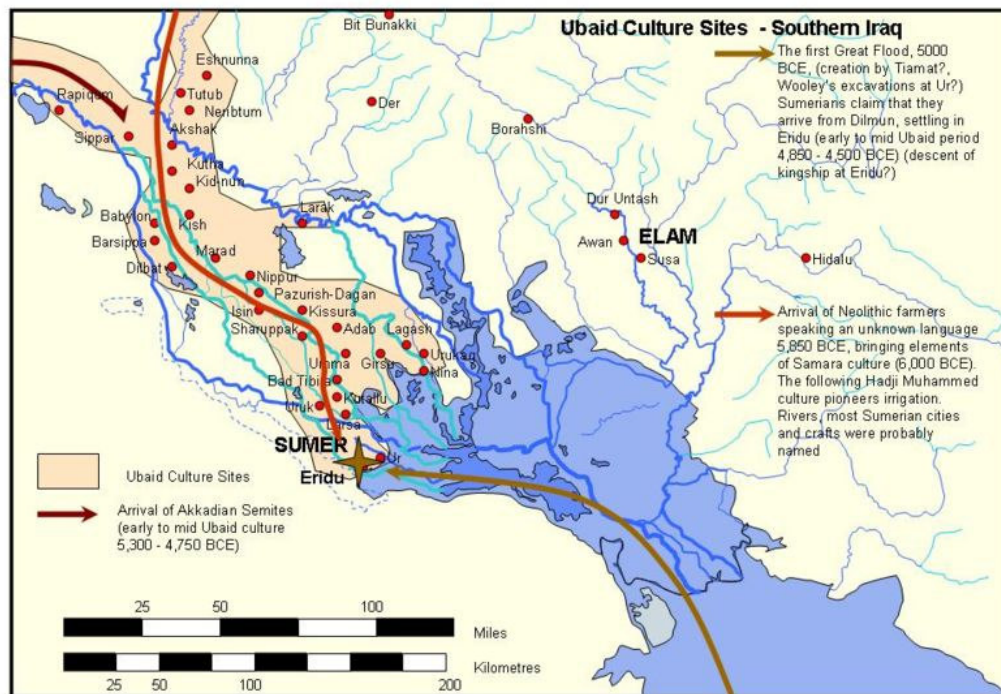 Ubaid Culture Sites - Southern Iraq
The first Great Flood, 5000
BCE, (creation by Tiamat?,
Wooley's excavations at Ur?)
Sumerians claim that they
arrive from Dilmun, settling in
Eridu (early to mid Ubaid period
4,850 - 4,500 BCE) (descent of
kingship at Eridu?)
Bit Bunakki
Eshnunna
Rapiqum
Tutub
Neribtum
Der
Borahshi
Sippar
Akshak
Kutha
Kid-nun
Dur Untash
Larak
Babylon
Kish
Barsippa
Awan
ELAM
Marad
Susa
Hidalu
Dilbat
Nippur
Pazurish-Dagan
Isin
Kissura
Sharuppak
Adab
Lagash
Umma
Girsu
Urukag
Nina
Bad Tibira
Uruk
Kurallu
Larsa
SUMER
Ur
Eridu
Arrival of Neolithic farmers
speaking an unknown language
5,850 BCE, bringing elements
of Samara culture (6,000 BCE).
The following Hadji Muhammed
culture pioneers irrigation.
Rivers, most Sumerian cities
and crafts were probably
named
Ubaid Culture Sites
Arrival of Akkadian Semites
(early to mid Ubaid culture
5,300 - 4,750 BCE)
25 50 100
Miles
Kilometres
25 50 100 200